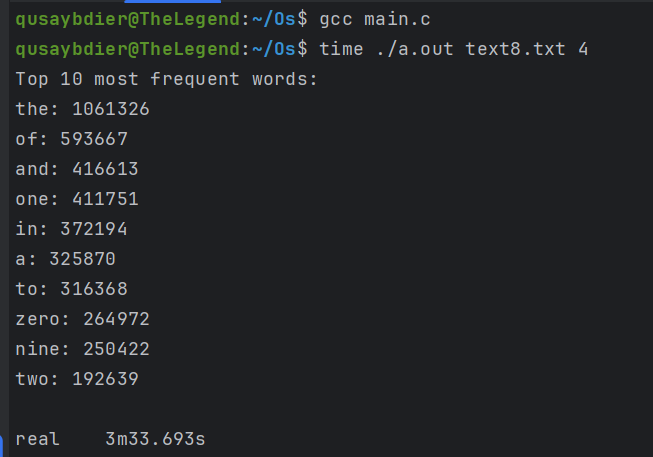 qusaybdier@TheLegend:~/Os$ gcc main.c
qusaybdier@TheLegend:~/Os$ time ./a.out text8.txt 4
Top 10 most frequent words:
the: 1061326
of: 593667
and: 416613
one: 411751
in: 372194
a: 325870
to: 316368
zero: 264972
nine: 250422
two: 192639
real    3m33.693s